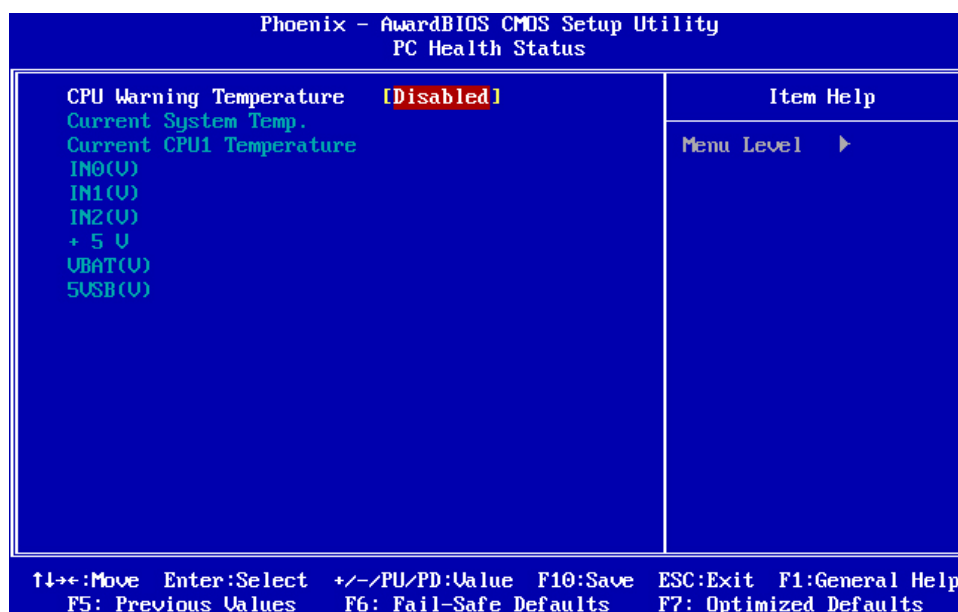 Phoenix - AwardBIOS CMOS Setup Utility
PC Health Status
CPU Warning Temperature [Disabled]
Current System Temp.
Current CPU1 Temperature
IN0(V)
IN1(V)
IN2(V)
+ 5 V
VBAT(V)
5VSB(V)
Item Help
Menu Level ▶
↑↓→←:Move Enter:Select +/-/PU/PD:Value F10:Save ESC:Exit F1:General Help
F5: Previous Values F6: Fail-Safe Defaults F7: Optimized Defaults